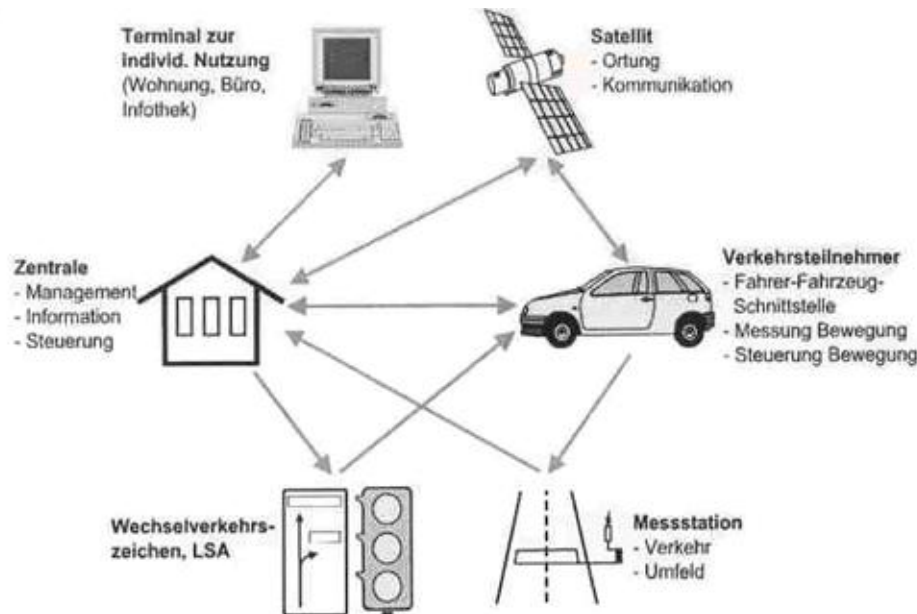 Terminal zur
individ. Nutzung
(Wohnung, Büro,
Infothek)
Satellit
- Ortung
- Kommunikation
Zentrale
- Management
- Information
- Steuerung
Verkehrsteilnehmer
- Fahrer-Fahrzeug-
Schnittstelle
- Messung Bewegung
- Steuerung Bewegung
Wechselverkehrs-
zeichen, LSA
Messstation
- Verkehr
- Umfeld